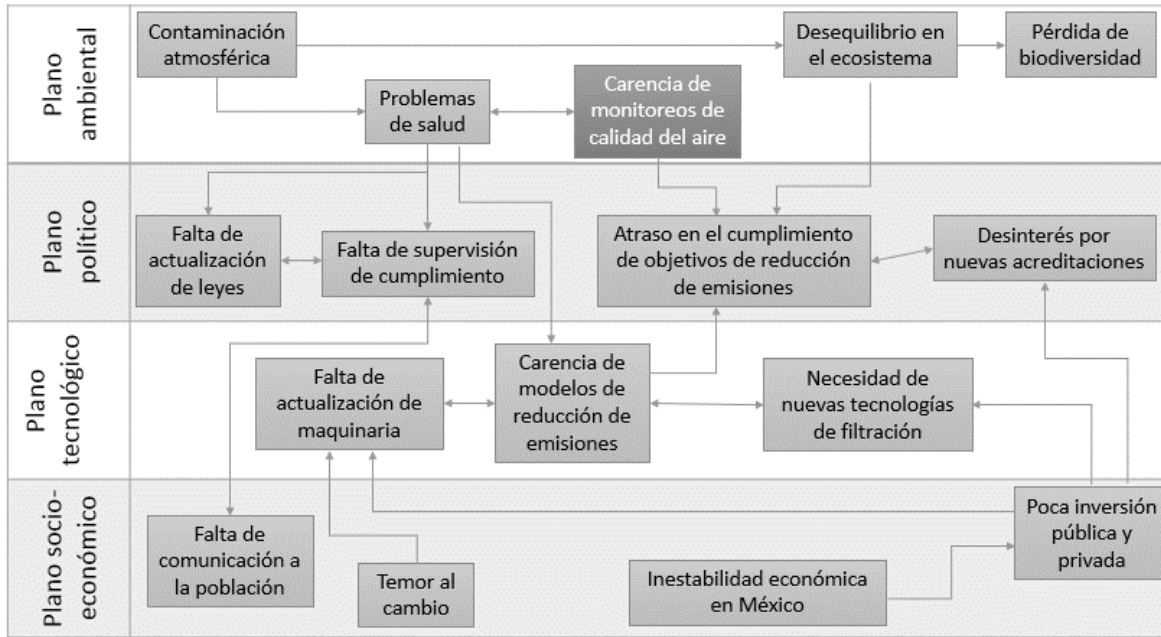 Plano
ambiental
Contaminación
atmosférica
Desequilibrio en
el ecosistema
Pérdida de
biodiversidad
Problemas
de salud
Carencia de
monitoreos de
calidad del aire
Plano
político
Falta de
actualización
de leyes
Falta de supervisión
de cumplimiento
Atraso en el cumplimiento
de objetivos de reducción
de emisiones
Desinterés por
nuevas acreditaciones
Plano
tecnológico
Falta de
actualización de
maquinaria
Carencia de
modelos de
reducción de
emisiones
Necesidad de
nuevas tecnologías
de filtración
Plano socio-
económico
Falta de
comunicación a
la población
Temor al
cambio
Inestabilidad económica
en México
Poca inversión
pública y
privada